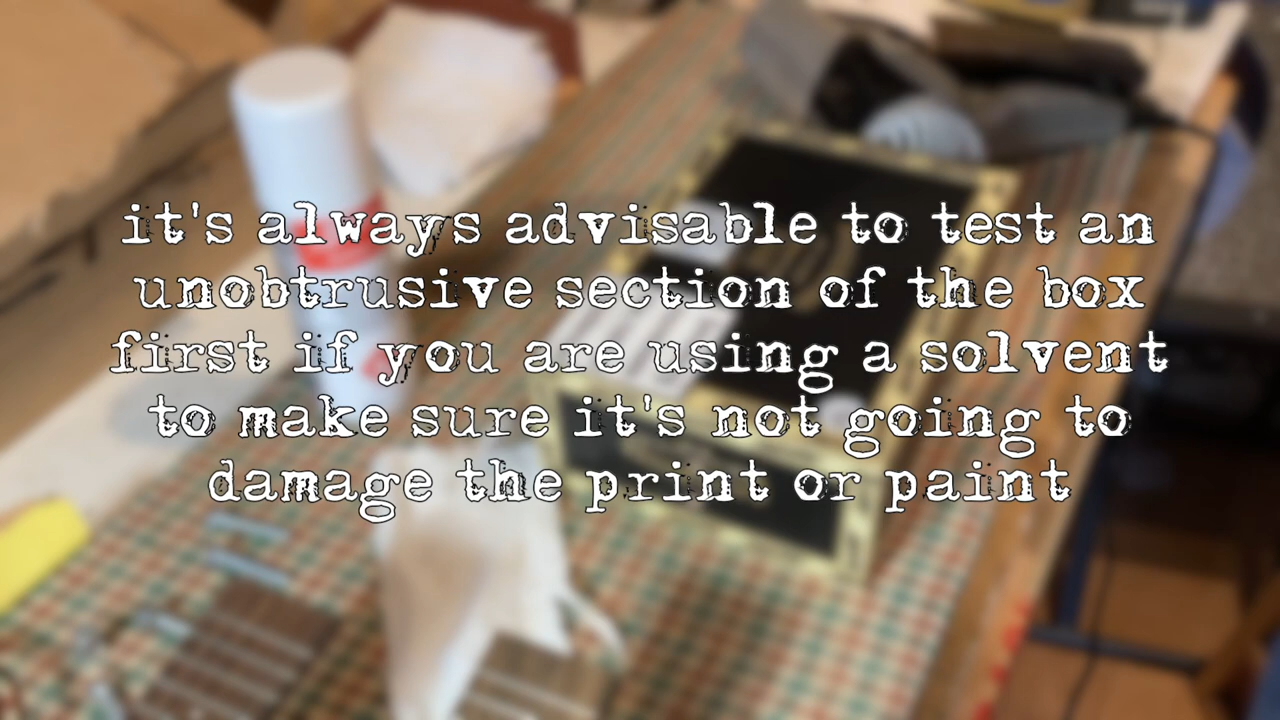 it's always advisable to test an
unobtrusive section of the box
first if you are using a solvent
to make sure it's not going to
damage the print or paint